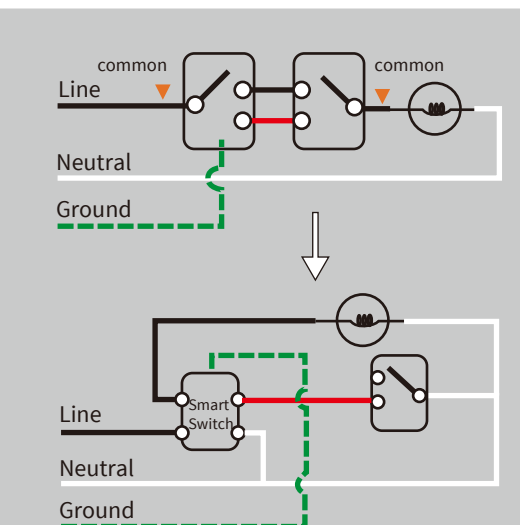 common
common
Line
Neutral
Ground
Smart
Switch
Line
Neutral
Ground